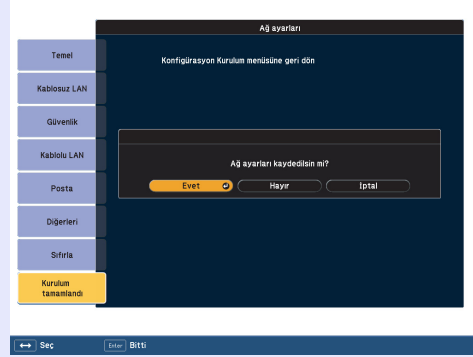 Ağ ayarları
Temel
Konfigürasyon Kurulum menüsüne geri dön
Kablosuz LAN
Güvenlik
Kablolu LAN
Ağ ayarları kaydedilsin mi?
Evet Hayır İptal
Posta
Diğerleri
Sıfırla
Kurulum
tamamlandı
Seç Enter Bitti